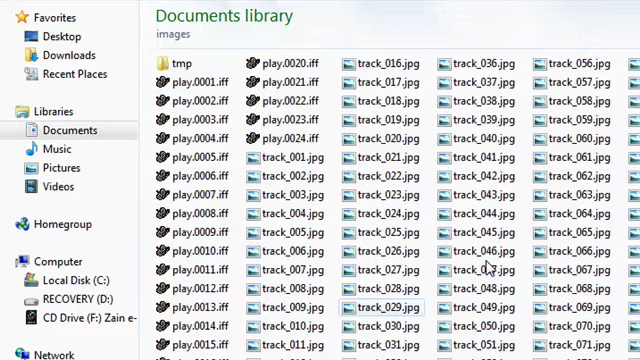 Documents library
images
Favorites
Desktop
Downloads
Recent Places
Libraries
Documents
Music
Pictures
Videos
Homegroup
Computer
Local Disk (C:)
RECOVERY (D:)
CD Drive (F:) Zain e-
Network
tmp
play.0001.iff
play.0002.iff
play.0003.iff
play.0004.iff
play.0005.iff
play.0006.iff
play.0007.iff
play.0008.iff
play.0009.iff
play.0010.iff
play.0011.iff
play.0012.iff
play.0013.iff
play.0014.iff
play.0015.iff
play.0020.iff
play.0021.iff
play.0022.iff
play.0023.iff
play.0024.iff
track_001.jpg
track_002.jpg
track_003.jpg
track_004.jpg
track_005.jpg
track_006.jpg
track_007.jpg
track_008.jpg
track_009.jpg
track_010.jpg
track_011.jpg
track_016.jpg
track_017.jpg
track_018.jpg
track_019.jpg
track_020.jpg
track_021.jpg
track_022.jpg
track_023.jpg
track_024.jpg
track_025.jpg
track_026.jpg
track_027.jpg
track_028.jpg
track_029.jpg
track_030.jpg
track_031.jpg
track_036.jpg
track_037.jpg
track_038.jpg
track_039.jpg
track_040.jpg
track_041.jpg
track_042.jpg
track_043.jpg
track_044.jpg
track_045.jpg
track_046.jpg
track_048.jpg
track_049.jpg
track_050.jpg
track_051.jpg
track_056.jpg
track_057.jpg
track_058.jpg
track_059.jpg
track_060.jpg
track_061.jpg
track_062.jpg
track_063.jpg
track_064.jpg
track_065.jpg
track_066.jpg
track_067.jpg
track_068.jpg
track_069.jpg
track_070.jpg
track_071.jpg